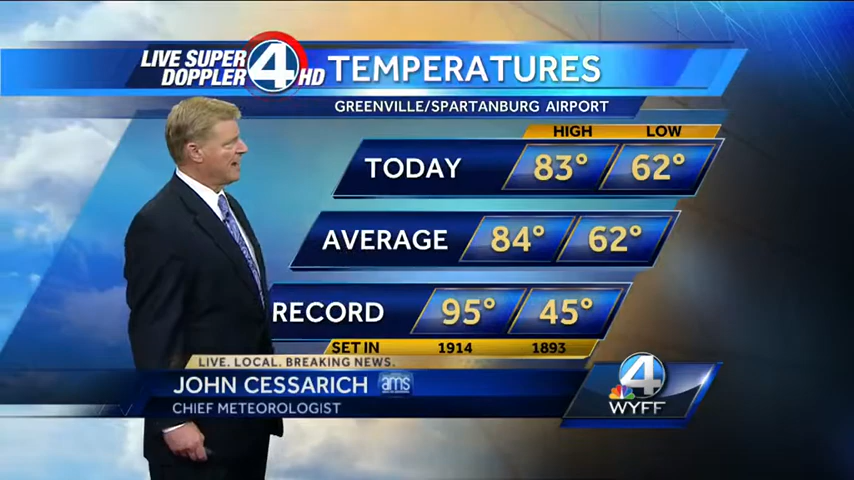 LIVE SUPER
DOPPLER 4 HD
TEMPERATURES
GREENVILLE/SPARTANBURG AIRPORT
HIGH LOW
TODAY 83° 62°
AVERAGE 84° 62°
RECORD 95° 45°
SET IN 1914 1893
LIVE. LOCAL. BREAKING NEWS.
JOHN CESSARICH ams
CHIEF METEOROLOGIST
4
WYFF